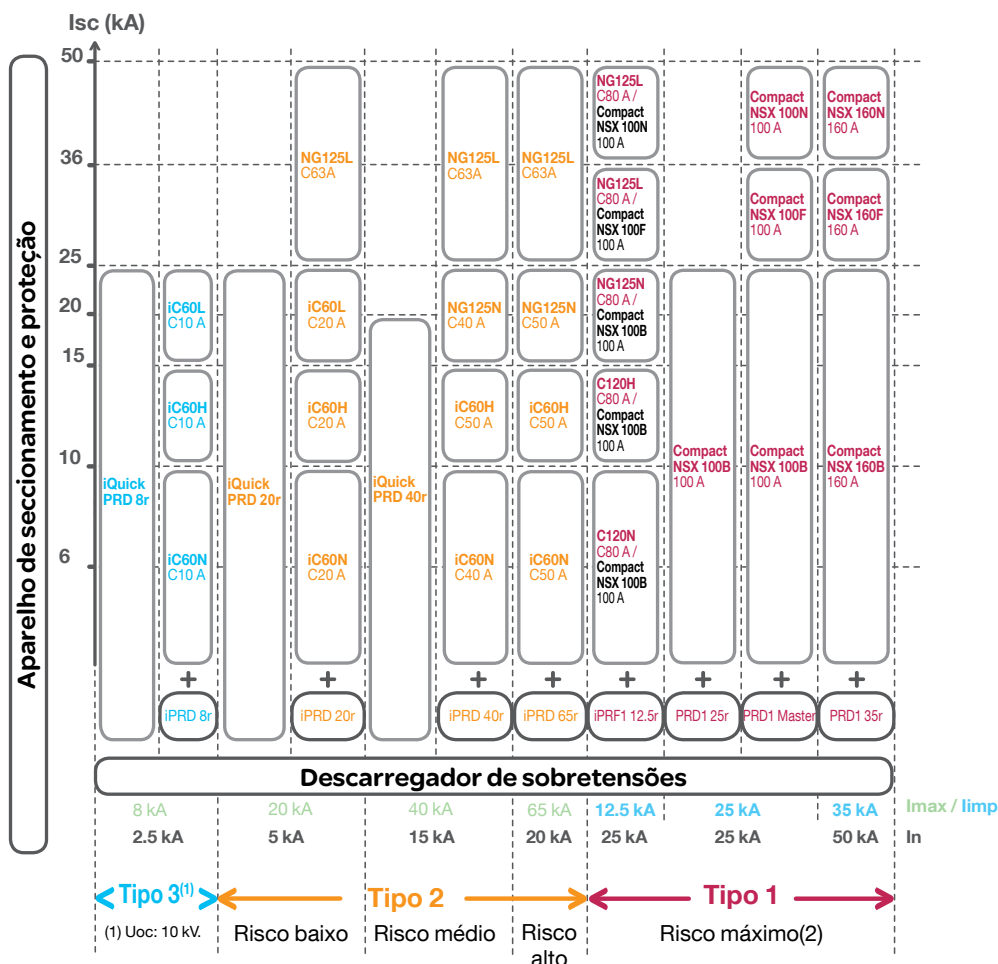 Isc (kA)
Aparelho de seccionamento e proteção
50
36
25
20
15
10
6
iQuick
PRD 8r
iC60L
C10 A
iC60H
C10 A
iC60N
C10 A
+
iPRD 8r
iQuick
PRD 20r
NG125L
C63A
iC60L
C20 A
iC60H
C20 A
iC60N
C20 A
+
iPRD 20r
iQuick
PRD 40r
NG125L
C63A
NG125N
C40 A
iC60H
C50 A
iC60N
C40 A
+
iPRD 40r
NG125L
C63A
NG125N
C50 A
iC60H
C50 A
iC60N
C50 A
+
iPRD 65r
NG125L
C80 A /
Compact
NSX 100N
100 A
NG125L
C80 A /
Compact
NSX 100F
100 A
NG125N
C80 A /
Compact
NSX 100B
100 A
C120H
C80 A /
Compact
NSX 100B
100 A
C120N
C80 A /
Compact
NSX 100B
100 A
+
iPRF1 12.5r
Compact
NSX 100B
100 A
+
PRD1 25r
Compact
NSX 100N
100 A
Compact
NSX 100F
100 A
Compact
NSX 100B
100 A
+
PRD1 Master
Compact
NSX 160N
160 A
Compact
NSX 160F
160 A
Compact
NSX 160B
160 A
+
PRD1 35r
Descarregador de sobretensões
8 kA 20 kA 40 kA 65 kA 12.5 kA 25 kA 35 kA Imax / Iimp
2.5 kA 5 kA 15 kA 20 kA 25 kA 25 kA 50 kA In
Tipo 3(1) Tipo 2 Tipo 1
(1) Uoc: 10 kV. Risco baixo Risco médio Risco alto Risco máximo(2)